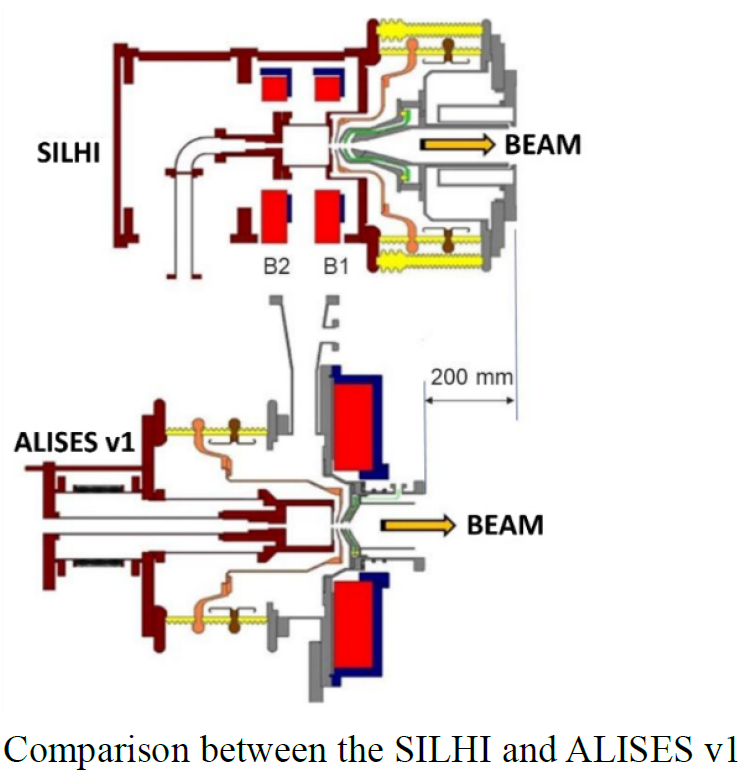 SILHI
BEAM
B2 B1
200 mm
ALISES v1
BEAM
Comparison between the SILHI and ALISES v1